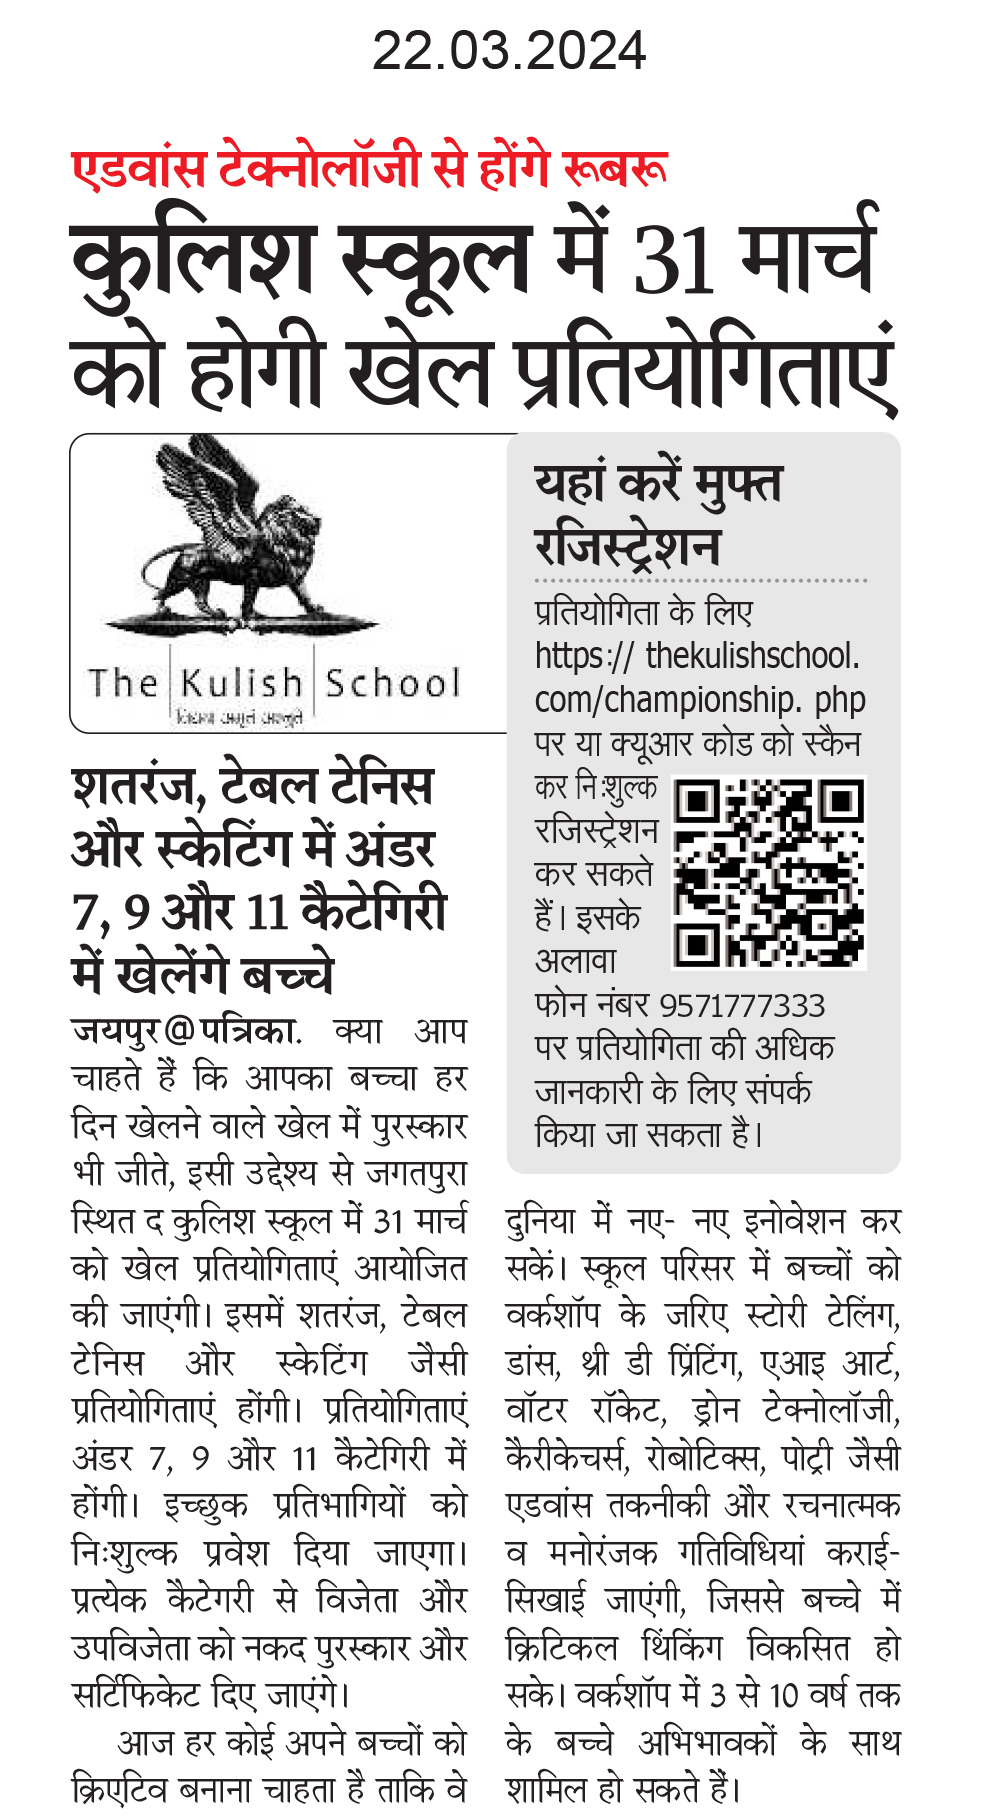 22.03.2024
एडवांस टेक्नोलॉजी से होंगे रूबरू
कुलिश स्कूल में 31 मार्च
को होगी खेल प्रतियोगिताएं
The Kulish School
शतरंज, टेबल टेनिस
और स्केटिंग में अंडर
7, 9 और 11 कैटेगिरी
में खेलेंगे बच्चे
जयपुर@पत्रिका. क्या आप
चाहते हैं कि आपका बच्चा हर
दिन खेलने वाले खेल में पुरस्कार
भी जीते, इसी उद्देश्य से जगतपुरा
स्थित द कुलिश स्कूल में 31 मार्च
को खेल प्रतियोगिताएं आयोजित
की जाएंगी। इसमें शतरंज, टेबल
टेनिस और स्केटिंग जैसी
प्रतियोगिताएं होंगी। प्रतियोगिताएं
अंडर 7, 9 और 11 कैटेगिरी में
होंगी। इच्छुक प्रतिभागियों को
निःशुल्क प्रवेश दिया जाएगा।
प्रत्येक कैटेगरी से विजेता और
उपविजेता को नकद पुरस्कार और
सर्टिफिकेट दिए जाएंगे।
आज हर कोई अपने बच्चों को
क्रिएटिव बनाना चाहता है ताकि वे
यहां करें मुफ्त
रजिस्ट्रेशन
प्रतियोगिता के लिए
https:// thekulishschool.
com/championship. php
पर या क्यूआर कोड को स्कैन
कर नि:शुल्क
रजिस्ट्रेशन
कर सकते
हैं। इसके
अलावा
फोन नंबर 9571777333
पर प्रतियोगिता की अधिक
जानकारी के लिए संपर्क
किया जा सकता है।
दुनिया में नए- नए इनोवेशन कर
सकें। स्कूल परिसर में बच्चों को
वर्कशॉप के जरिए स्टोरी टेलिंग,
डांस, थ्री डी प्रिंटिंग, एआइ आर्ट,
वॉटर रॉकेट, ड्रोन टेक्नोलॉजी,
कैरीकेचर्स, रोबोटिक्स, पोट्री जैसी
एडवांस तकनीकी और रचनात्मक
व मनोरंजक गतिविधियां कराई-
सिखाई जाएंगी, जिससे बच्चे में
क्रिटिकल थिंकिंग विकसित हो
सके। वर्कशॉप में 3 से 10 वर्ष तक
के बच्चे अभिभावकों के साथ
शामिल हो सकते हैं।